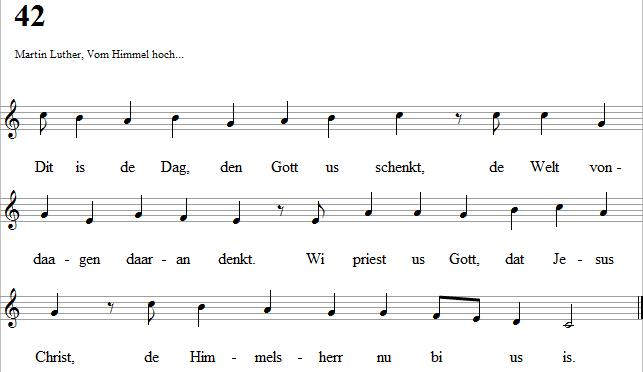 42
Martin Luther, Vom Himmel hoch...
Dit is de Dag, den Gott us schenkt, de Welt von -
daa - gen daar - an denkt. Wi priest us Gott, dat Je - sus
Christ, de Him - mels - herr nu bi us is.